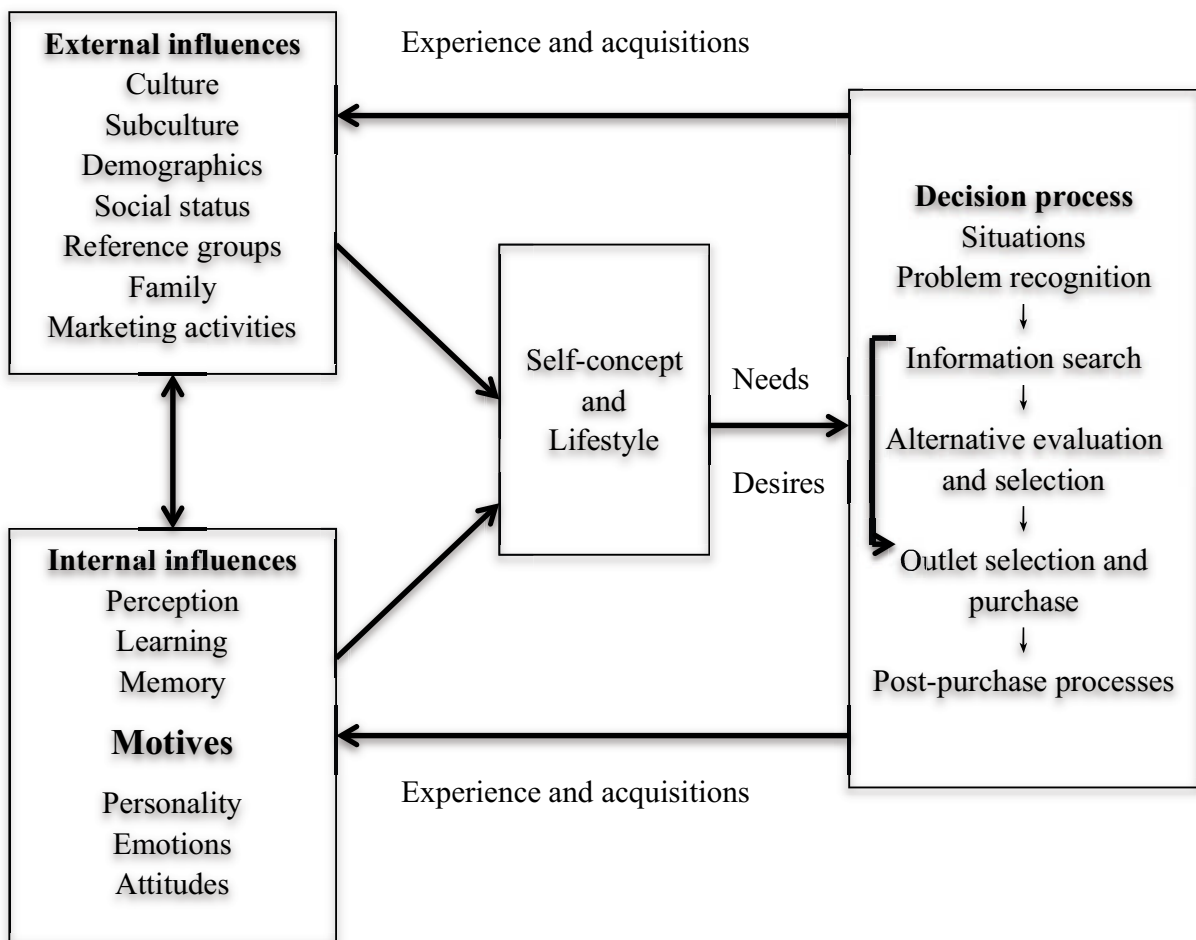 External influences
Culture
Subculture
Demographics
Social status
Reference groups
Family
Marketing activities
Experience and acquisitions
Internal influences
Perception
Learning
Memory
Motives
Personality
Emotions
Attitudes
Self-concept
and
Lifestyle
Needs
Desires
Experience and acquisitions
Decision process
Situations
Problem recognition
Information search
Alternative evaluation
and selection
Outlet selection and
purchase
Post-purchase processes